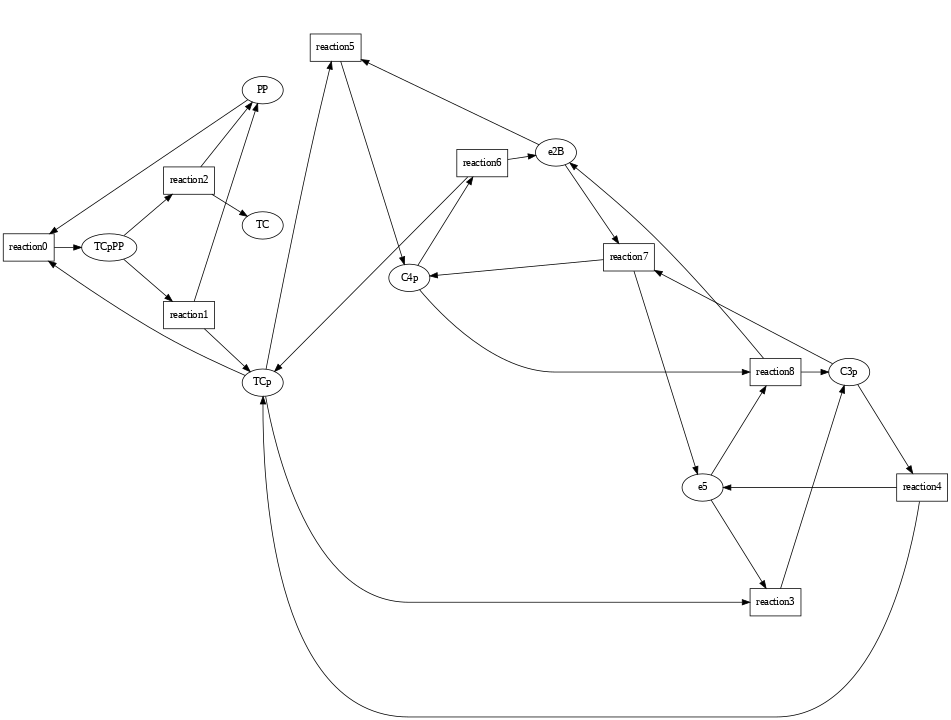 reaction5
PP
e2B
reaction6
reaction2
TC
reaction0
TCpPP
reaction7
C4p
reaction1
TCp
reaction8
C3p
e5
reaction4
reaction3